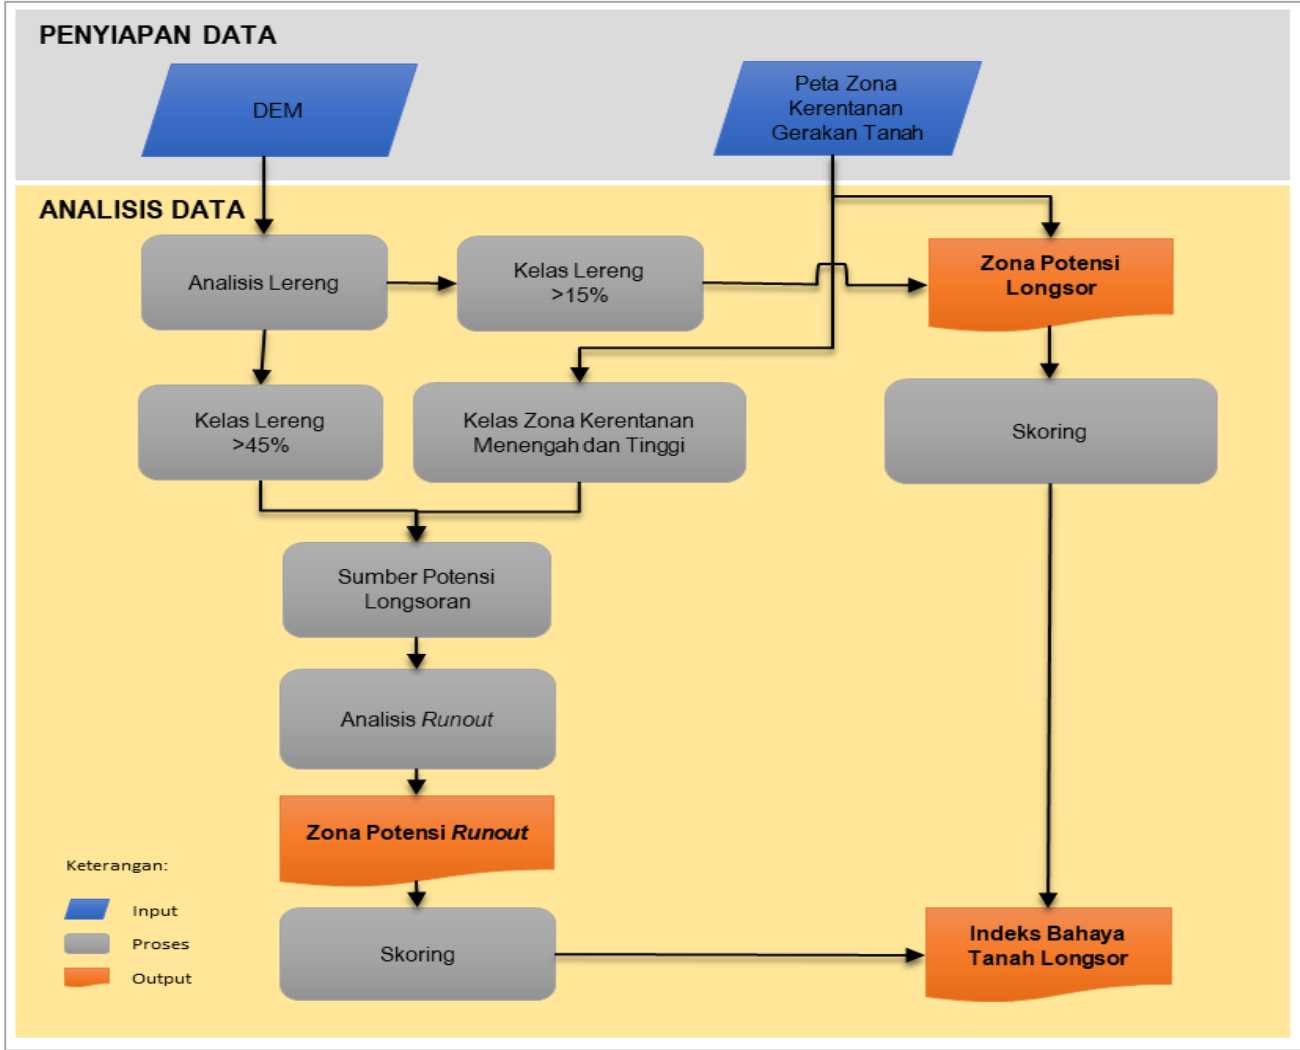 PENYIAPAN DATA
DEM
Peta Zona
Kerentanan
Gerakan Tanah
ANALISIS DATA
Analisis Lereng
Kelas Lereng
>15%
Zona Potensi
Longsor
Kelas Lereng
>45%
Kelas Zona Kerentanan
Menengah dan Tinggi
Skoring
Sumber Potensi
Longsoran
Analisis Runout
Zona Potensi Runout
Keterangan:
Input
Proses
Output
Skoring
Indeks Bahaya
Tanah Longsor